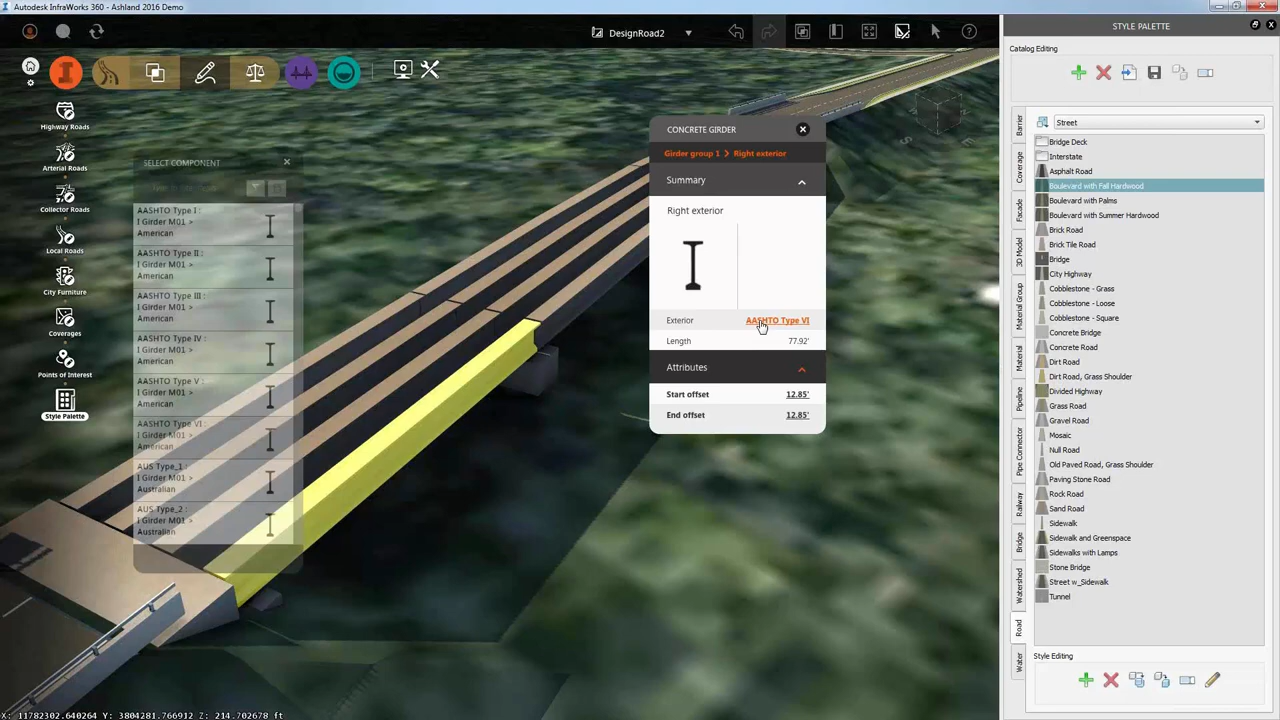 Autodesk InfraWorks 360 - Ashland 2016 Demo
DesignRoad2
Highway Roads
Arterial Roads
Collector Roads
Local Roads
City Furniture
Coverages
Points of Interest
Style Palette
SELECT COMPONENT
AASHTO Type I :
I Girder M01 >
American
AASHTO Type II :
I Girder M01 >
American
AASHTO Type III :
I Girder M01 >
American
AASHTO Type IV :
I Girder M01 >
American
AASHTO Type V :
I Girder M01 >
American
AASHTO Type VI :
I Girder M01 >
American
AUS Type_1 :
I Girder M01 >
Australian
AUS Type_2 :
I Girder M01 >
Australian
CONCRETE GIRDER
Girder group 1 > Right exterior
Summary
Right exterior
Exterior AASHTO Type VI
Length 77.92'
Attributes
Start offset 12.85'
End offset 12.85'
S
E
X: 11782302.640264 Y: 3804281.766912 Z: 214.702678 ft
STYLE PALETTE
Catalog Editing
Street
Barrier
Coverage
Facade
3D Model
Material Group
Material
Pipeline
Pipe Connector
Railway
Bridge
Watershed
Road
Water
Bridge Deck
Interstate
Asphalt Road
Boulevard with Fall Hardwood
Boulevard with Palms
Boulevard with Summer Hardwood
Brick Road
Brick Tile Road
Bridge
City Highway
Cobblestone - Grass
Cobblestone - Loose
Cobblestone - Square
Concrete Bridge
Concrete Road
Dirt Road
Dirt Road, Grass Shoulder
Divided Highway
Grass Road
Gravel Road
Mosaic
Null Road
Old Paved Road, Grass Shoulder
Paving Stone Road
Rock Road
Sand Road
Sidewalk
Sidewalk and Greenspace
Sidewalks with Lamps
Stone Bridge
Street w_Sidewalk
Tunnel
Style Editing